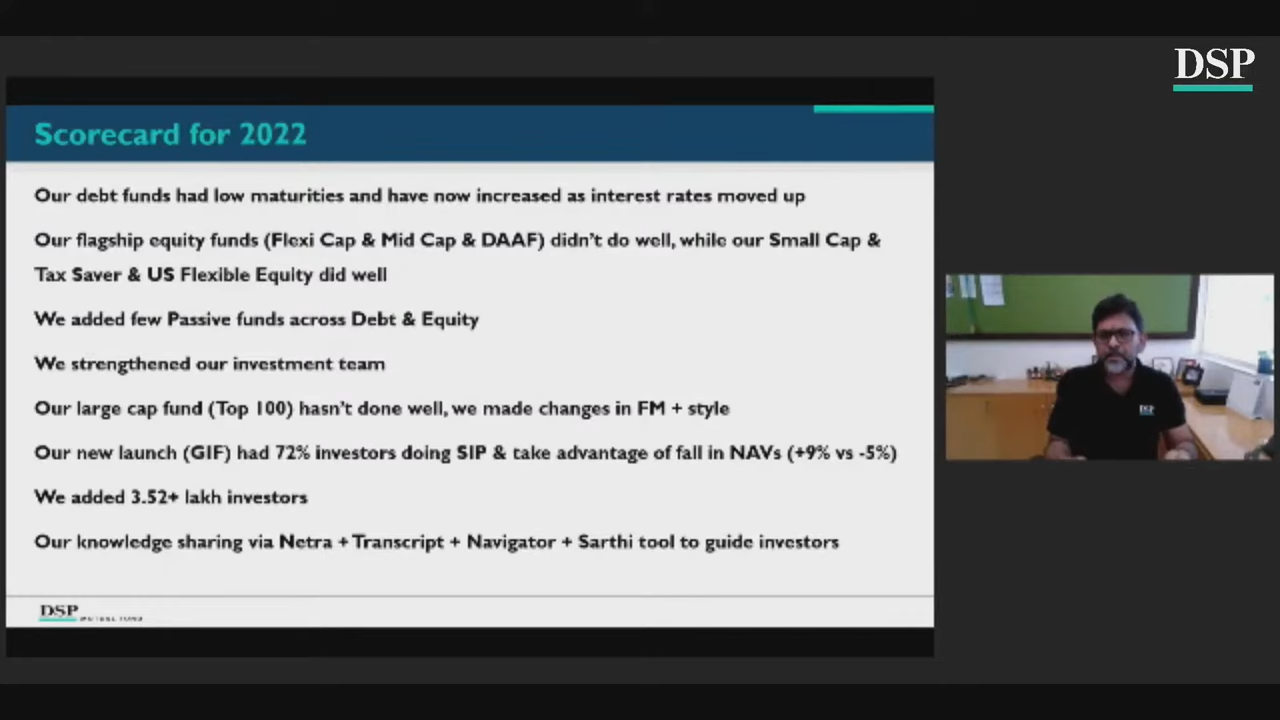 DSP
Scorecard for 2022
Our debt funds had low maturities and have now increased as interest rates moved up
Our flagship equity funds (Flexi Cap & Mid Cap & DAAF) didn't do well, while our Small Cap &
Tax Saver & US Flexible Equity did well
We added few Passive funds across Debt & Equity
We strengthened our investment team
Our large cap fund (Top 100) hasn't done well, we made changes in FM + style
Our new launch (GIF) had 72% investors doing SIP & take advantage of fall in NAVs (+9% vs -5%)
We added 3.52+ lakh investors
Our knowledge sharing via Netra + Transcript + Navigator + Sarthi tool to guide investors
DSP
MUTUAL FUND
DSP